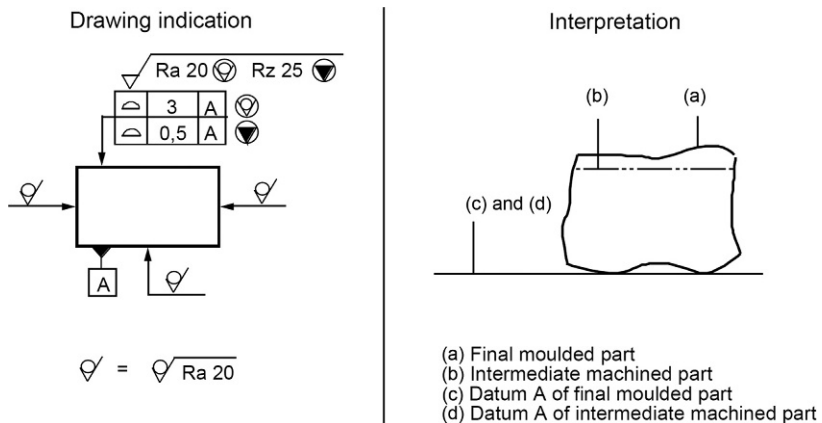 Drawing indication
Ra 20 Rz 25
3 A
0,5 A
A
= Ra 20
Interpretation
(b) (a)
(c) and (d)
(a) Final moulded part
(b) Intermediate machined part
(c) Datum A of final moulded part
(d) Datum A of intermediate machined part